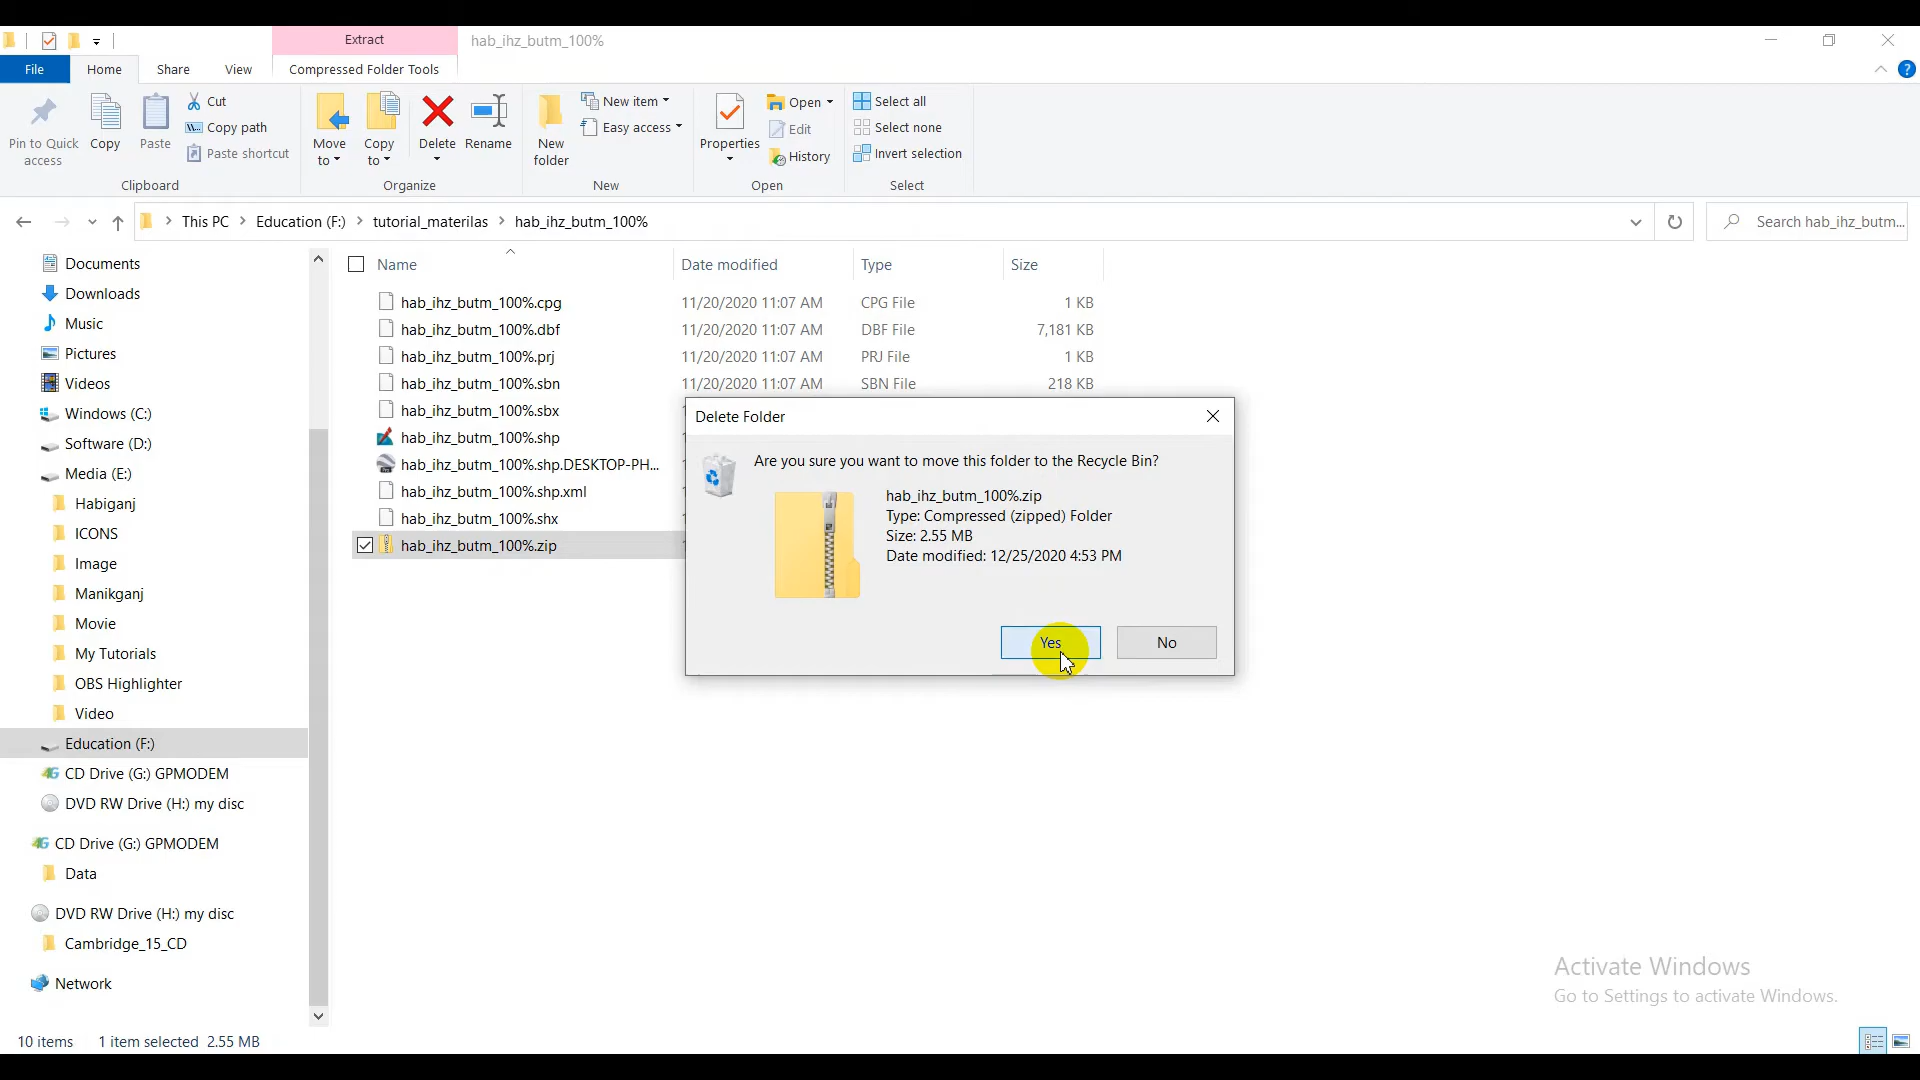 Extract
hab_ihz_butm_100%
File
Home
Share
View
Compressed Folder Tools
Pin to Quick access
Copy
Paste
Cut
Copy path
Paste shortcut
Clipboard
Move to
Copy to
Delete
Rename
Organize
New folder
New item
Easy access
New
Properties
Open
Edit
History
Open
Select all
Select none
Invert selection
Select
This PC
Education (F:)
tutorial_materilas
hab_ihz_butm_100%
Search hab_ihz_butm...
Documents
Downloads
Music
Pictures
Videos
Windows (C:)
Software (D:)
Media (E:)
Habiganj
ICONS
Image
Manikganj
Movie
My Tutorials
OBS Highlighter
Video
Education (F:)
4G CD Drive (G:) GPMODEM
DVD RW Drive (H:) my disc
4G CD Drive (G:) GPMODEM
Data
DVD RW Drive (H:) my disc
Cambridge_15_CD
Network
Name Date modified Type Size
hab_ihz_butm_100%.cpg 11/20/2020 11:07 AM CPG File 1 KB
hab_ihz_butm_100%.dbf 11/20/2020 11:07 AM DBF File 7,181 KB
hab_ihz_butm_100%.prj 11/20/2020 11:07 AM PRJ File 1 KB
hab_ihz_butm_100%.sbn 11/20/2020 11:07 AM SBN File 218 KB
hab_ihz_butm_100%.sbx
hab_ihz_butm_100%.shp
hab_ihz_butm_100%.shp.DESKTOP-PH...
hab_ihz_butm_100%.shp.xml
hab_ihz_butm_100%.shx
hab_ihz_butm_100%.zip
Delete Folder
Are you sure you want to move this folder to the Recycle Bin?
hab_ihz_butm_100%.zip
Type: Compressed (zipped) Folder
Size: 2.55 MB
Date modified: 12/25/2020 4:53 PM
Yes
No
Activate Windows
Go to Settings to activate Windows.
10 items 1 item selected 2.55 MB